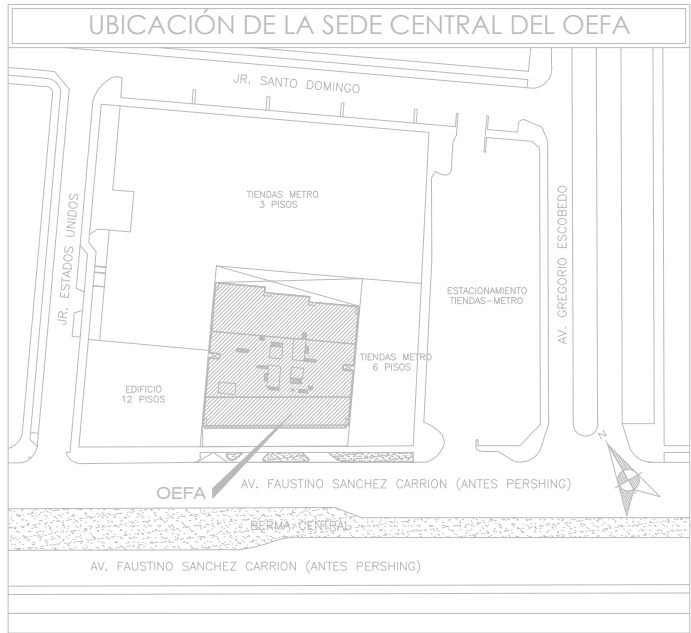 UBICACIÓN DE LA SEDE CENTRAL DEL OEFA
JR. SANTO DOMINGO
TIENDAS METRO
3 PISOS
JR. ESTADOS UNIDOS
AV. GREGORIO ESCOBEDO
ESTACIONAMIENTO
TIENDAS-METRO
TIENDAS METRO
6 PISOS
EDIFICIO
12 PISOS
N
OEFA
AV. FAUSTINO SANCHEZ CARRION (ANTES PERSHING)
BERMA CENTRAL
AV. FAUSTINO SANCHEZ CARRION (ANTES PERSHING)